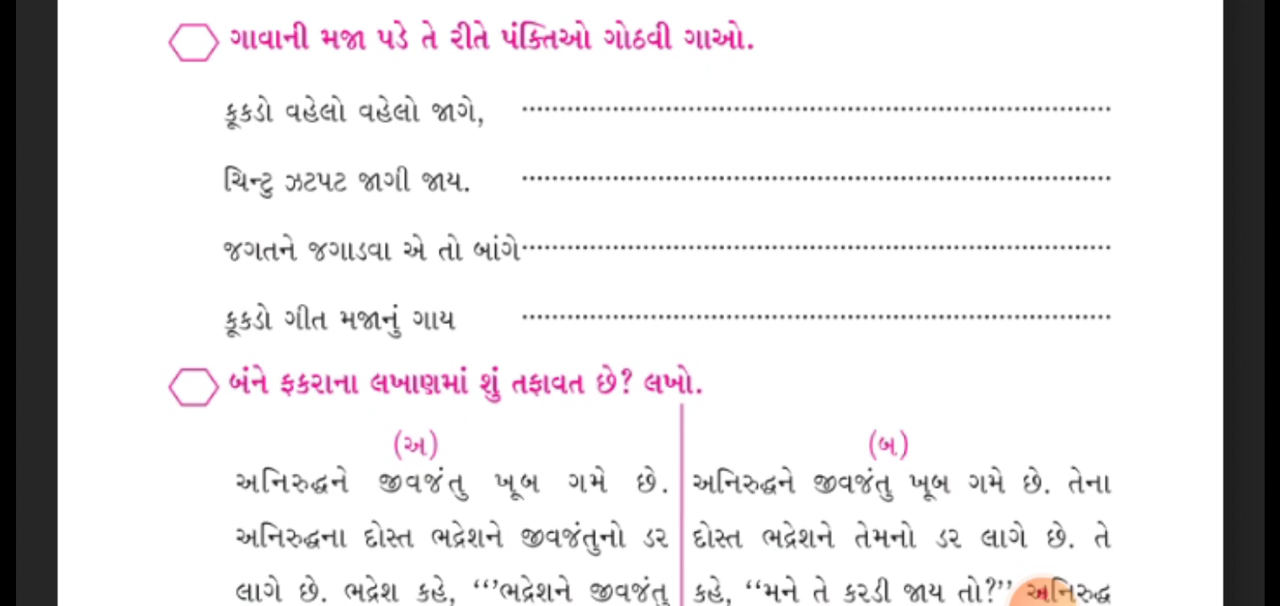 ગાવાની મજા પડે તે રીતે પંક્તિઓ ગોઠવી ગાઓ.
કૂકડો વહેલો વહેલો જાગે,
ચિન્ટુ ઝટપટ જાગી જાય.
જગતને જગાડવા એ તો બાંગે
કૂકડો ગીત મજાનું ગાય
બંને ફકરાના લખાણમાં શું તફાવત છે? લખો.
(અ)
અનિરુદ્ધને જીવજંતુ ખૂબ ગમે છે.
અનિરુદ્ધના દોસ્ત ભદ્રેશને જીવજંતુનો ડર
લાગે છે. ભદ્રેશ કહે, “‘’ભદ્રેશને જીવજંતુ
(બ)
અનિરુદ્ધને જીવજંતુ ખૂબ ગમે છે. તેના
દોસ્ત ભદ્રેશને તેમનો ડર લાગે છે. તે
કહે, “મને તે કરડી જાય તો?” અનિરુદ્ધ